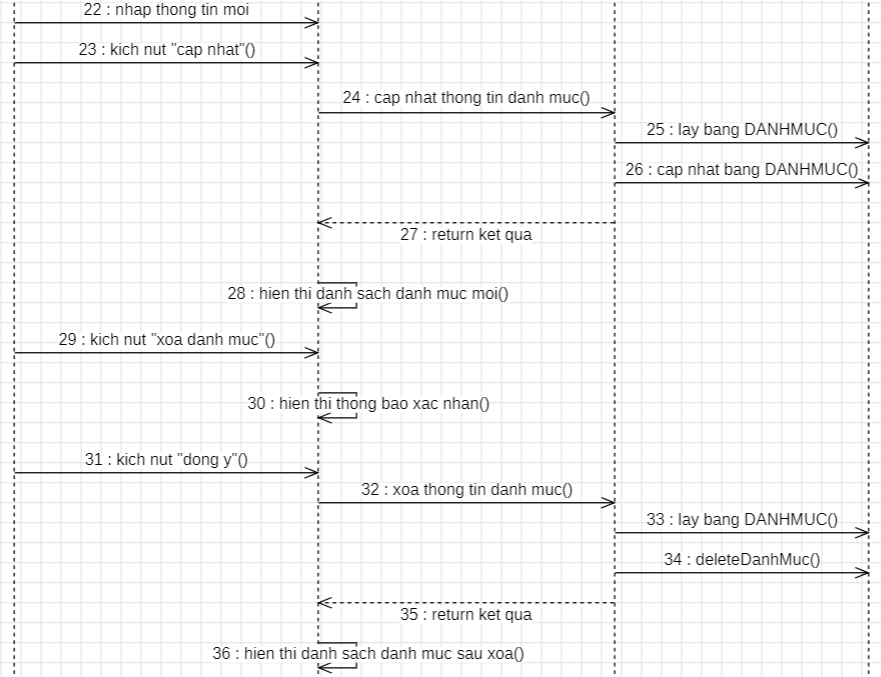 22 : nhap thong tin moi
23 : kich nut "cap nhat"()
24 : cap nhat thong tin danh muc()
25 : lay bang DANHMUC()
26 : cap nhat bang DANHMUC()
27 : return ket qua
28 : hien thi danh sach danh muc moi()
29 : kich nut "xoa danh muc"()
30 : hien thi thong bao xac nhan()
31 : kich nut "dong y"()
32 : xoa thong tin danh muc()
33 : lay bang DANHMUC()
34 : deleteDanhMuc()
35 : return ket qua
36 : hien thi danh sach danh muc sau xoa()